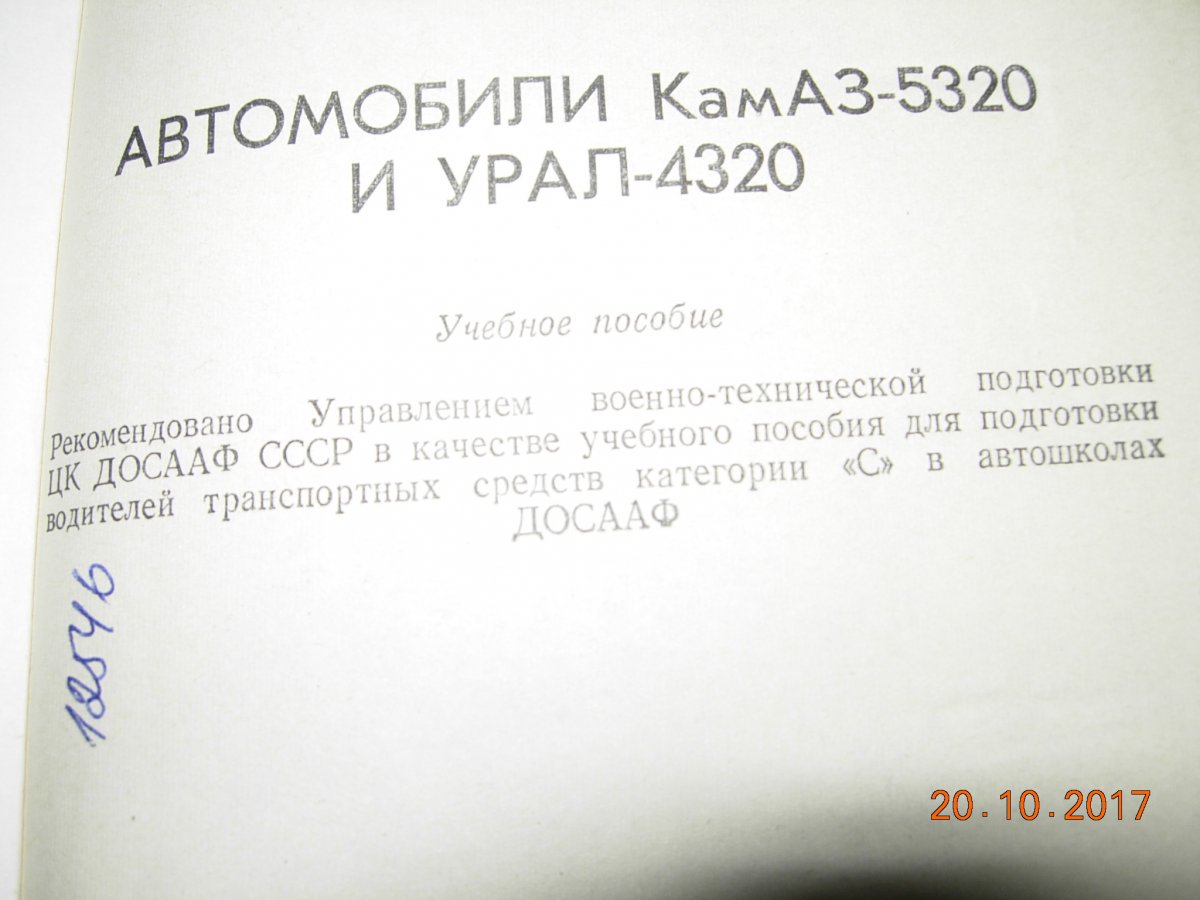 АВТОМОБИЛИ КамАЗ-5320
И УРАЛ-4320
Учебное пособие
Рекомендовано Управлением военно-технической подготовки
ЦК ДОСААФ СССР в качестве учебного пособия для подготовки
водителей транспортных средств категории «С» в автошколах
ДОСААФ
12546
20.10.2017